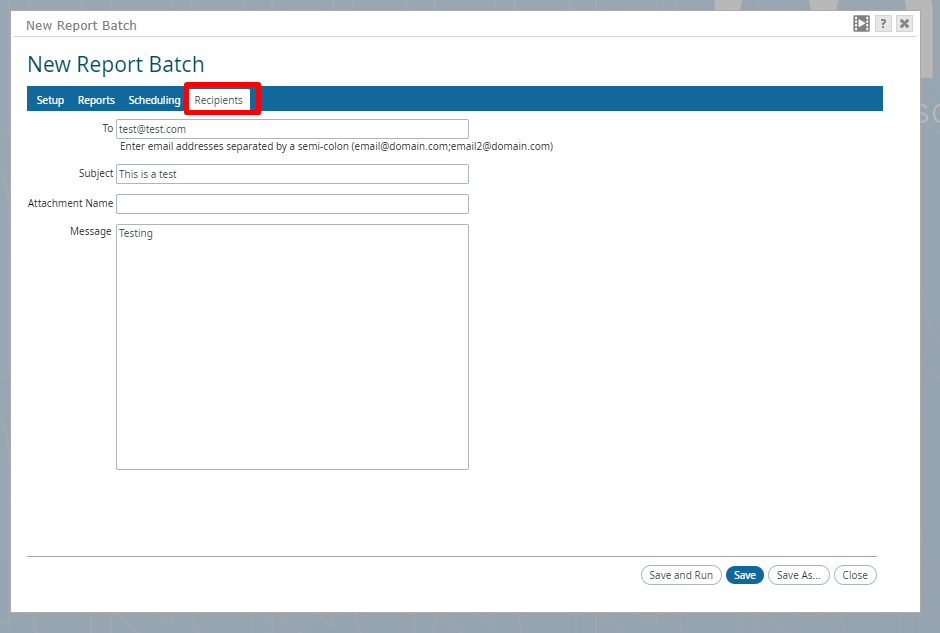 New Report Batch
?
New Report Batch
Setup Reports Scheduling Recipients
To test@test.com
Enter email addresses separated by a semi-colon (email@domain.com;email2@domain.com)
Subject This is a test
Attachment Name
Message Testing
Save and Run Save Save As... Close